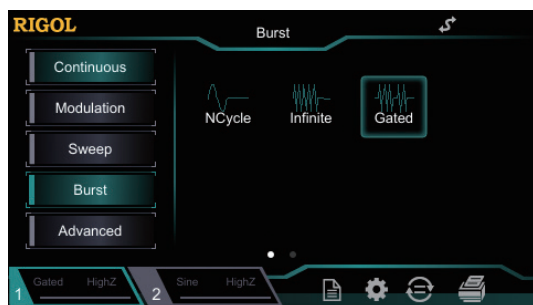 RIGOL
Burst
Continuous
Modulation
Sweep
Burst
Advanced
NCycle Infinite Gated
1 Gated HighZ 2 Sine HighZ